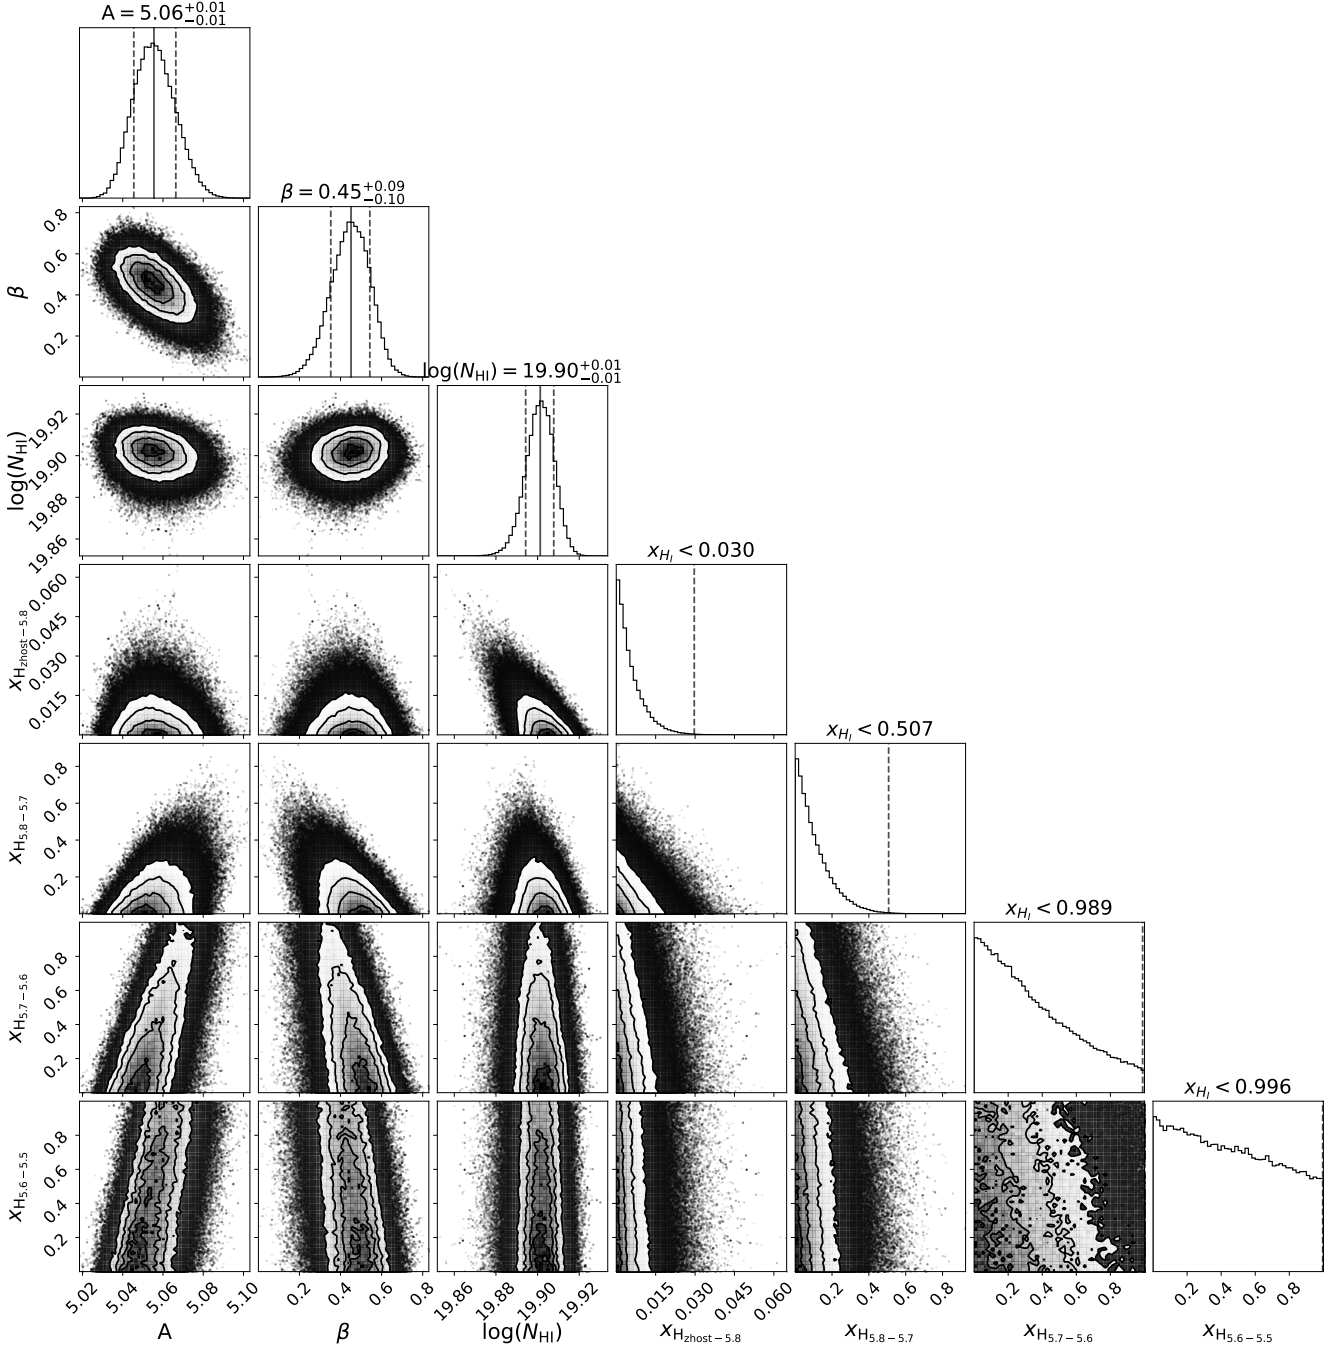 A = 5.06 +0.01 −0.01
β = 0.45 +0.09 −0.10
0.8
0.6
0.4
0.2
β
log(N_HI) = 19.90 +0.01 −0.01
19.92
19.90
19.88
19.86
log(N_HI)
x_{H_I} < 0.030
0.060
0.045
0.030
0.015
x_{H_{zhost−5.8}}
x_{H_I} < 0.507
0.8
0.6
0.4
0.2
x_{H_{5.8−5.7}}
x_{H_I} < 0.989
0.8
0.6
0.4
0.2
x_{H_{5.7−5.6}}
x_{H_I} < 0.996
0.8
0.6
0.4
0.2
x_{H_{5.6−5.5}}
5.02 5.04 5.06 5.08 5.10 0.2 0.4 0.6 0.8 19.86 19.88 19.90 19.92 0.015 0.030 0.045 0.060 0.2 0.4 0.6 0.8 0.2 0.4 0.6 0.8 0.2 0.4 0.6 0.8
A β log(N_HI) x_{H_{zhost−5.8}} x_{H_{5.8−5.7}} x_{H_{5.7−5.6}} x_{H_{5.6−5.5}}